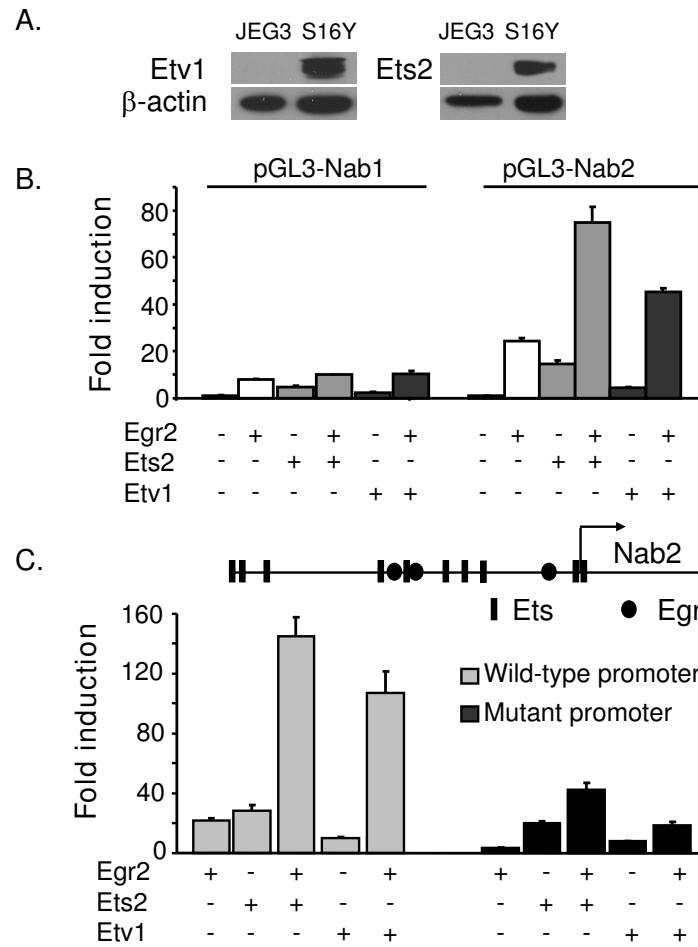 A.
JEG3 S16Y JEG3 S16Y
Etv1 Ets2
β-actin
B.
pGL3-Nab1 pGL3-Nab2
Fold induction
80
60
40
20
0
Egr2 - + - + - + - + - + - +
Ets2 - - + + - - - - + + - -
Etv1 - - - - + + - - - - + +
C.
Nab2
Ets Egr
Fold induction
160
120
80
40
0
Wild-type promoter
Mutant promoter
Egr2 + - + - + + - + - +
Ets2 - + + - - - + + - -
Etv1 - - - + + - - - + +